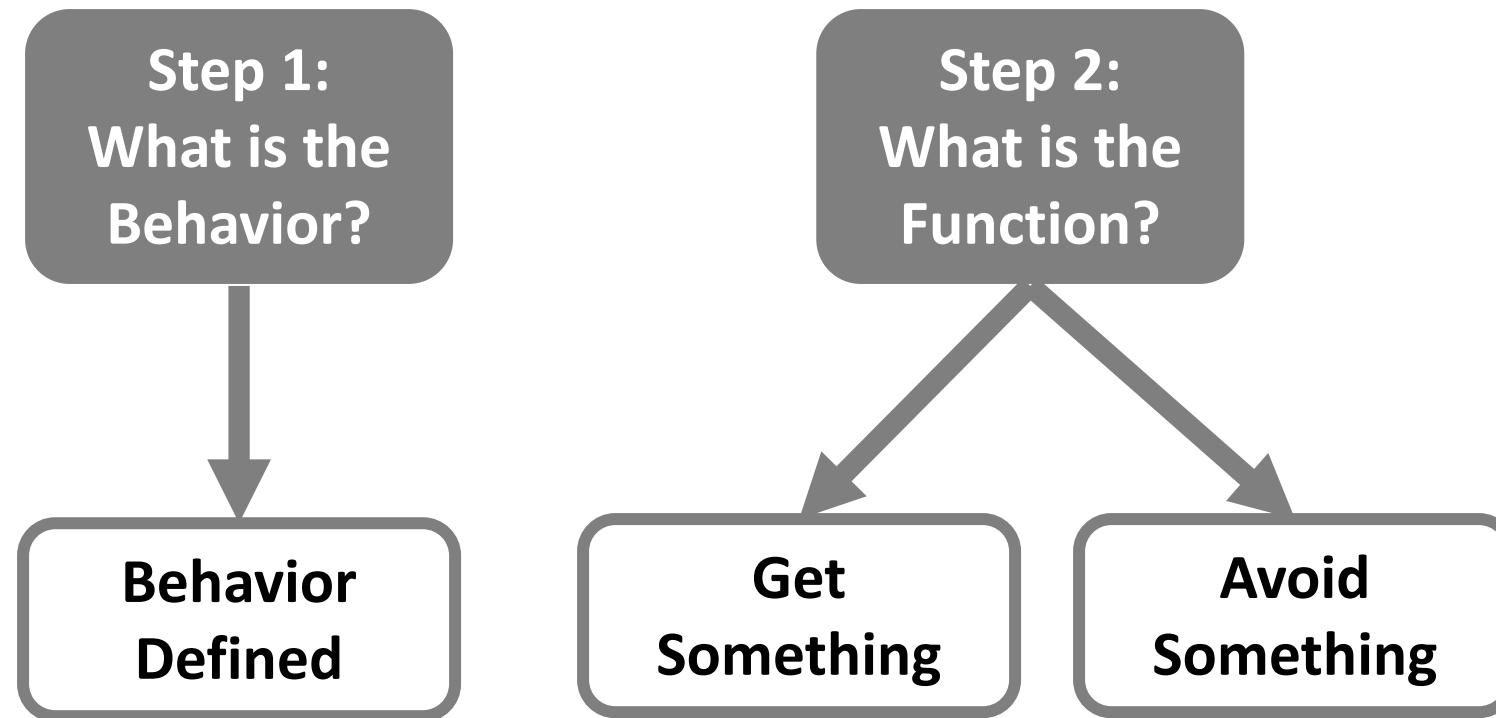 Step 1:
What is the
Behavior?
Step 2:
What is the
Function?
Behavior
Defined
Get
Something
Avoid
Something